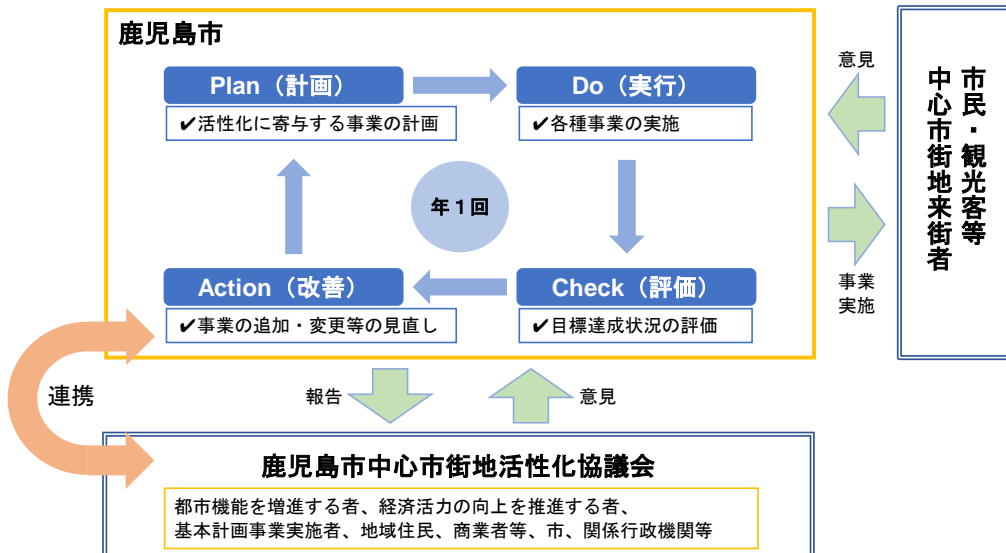 鹿児島市
Plan（計画）
✔活性化に寄与する事業の計画
Do（実行）
✔各種事業の実施
年１回
Action（改善）
✔事業の追加・変更等の見直し
Check（評価）
✔目標達成状況の評価
意見
事業
実施
市民・観光客等
中心市街地来街者
連携
報告
意見
鹿児島市中心市街地活性化協議会
都市機能を増進する者、経済活力の向上を推進する者、
基本計画事業実施者、地域住民、商業者等、市、関係行政機関等